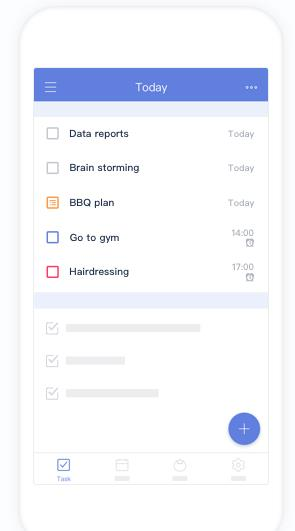 Today
Data reports Today
Brain storming Today
BBQ plan Today
Go to gym 14:00
Hairdressing 17:00
Task